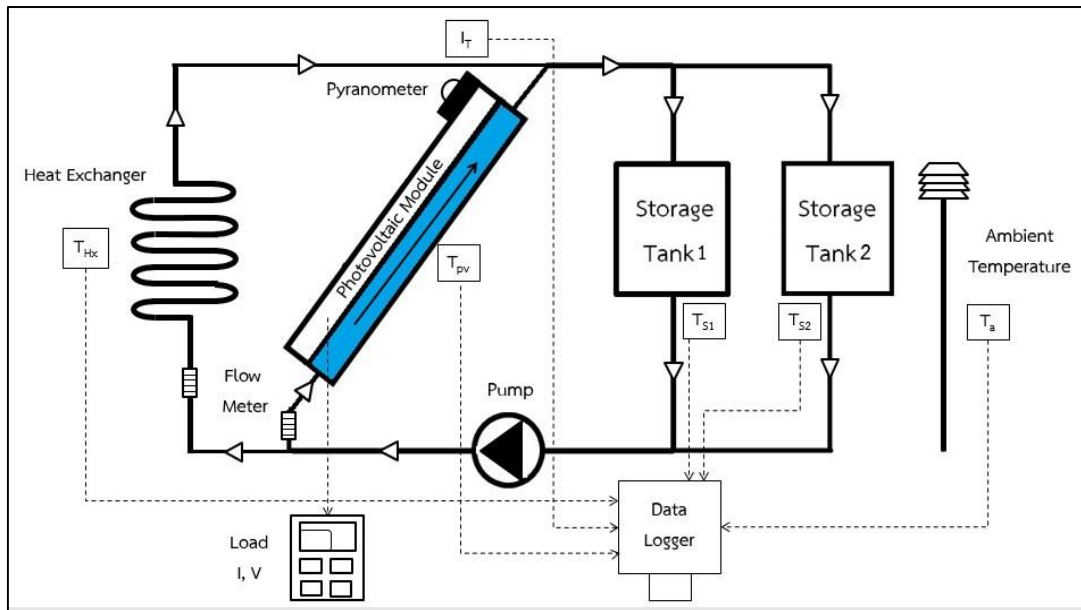 I_T
Pyranometer
Heat Exchanger
Photovoltaic Module
Storage
Tank 1
Storage
Tank 2
Ambient
Temperature
T_Hx
T_pv
T_S1
T_S2
T_a
Flow
Meter
Pump
Data
Logger
Load
I, V